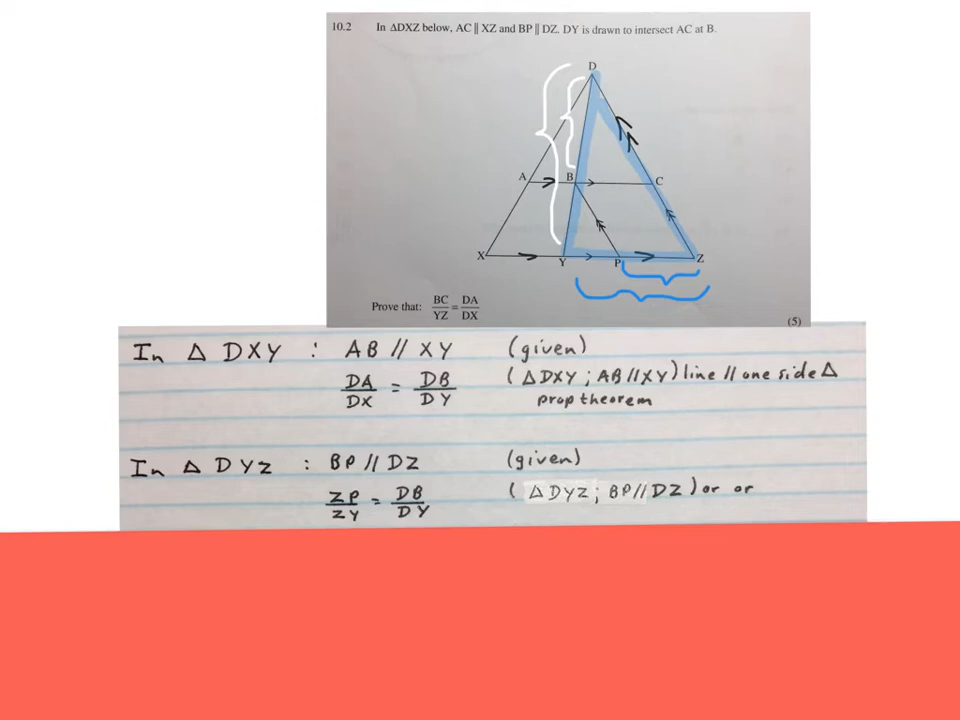 10.2 In ΔDXZ below, AC || XZ and BP || DZ. DY is drawn to intersect AC at B.
D
A B C
X Y P Z
Prove that: BC/YZ = DA/DX
(5)
In Δ DXY : AB // XY (given)
DA/DX = DB/DY (ΔDXY ; AB // XY) line // one side Δ
prop theorem
In Δ DYZ : BP // DZ (given)
ZP/ZY = DB/DY (ΔDYZ ; BP // DZ) or or